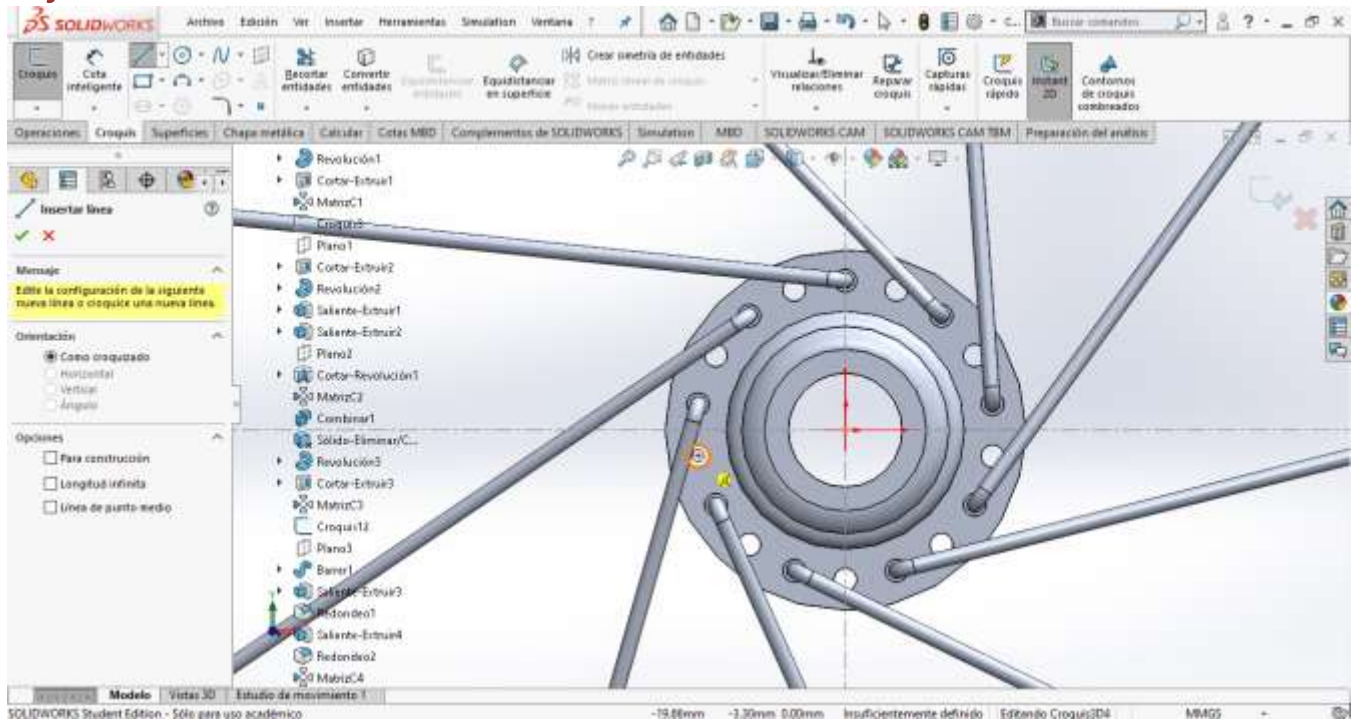 SOLIDWORKS Archivo Edición Ver Insertar Herramientas Simulation Ventana ? Buscar comandos
Croquis
Cota inteligente
Recortar entidades
Convertir entidades
Equidistanciar en superficie
Crear simetría de entidades
Visualizar/Eliminar relaciones
Reparar croquis
Capturas rápidas
Croquis rápido
Instant 2D
Contornos de croquis sombreados
Operaciones Croquis Superficies Chapa metálica Calcular Cotas MBD Complementos de SOLIDWORKS Simulation MBD SOLIDWORKS CAM SOLIDWORKS CAM TBM Preparación del análisis
Insertar línea
Mensaje
Edite la configuración de la siguiente
nueva línea o croquice una nueva línea.
Orientación
Como croquizado
Horizontal
Vertical
Ángulo
Opciones
Para construcción
Longitud infinita
Línea de punto medio
Revolución1
Cortar-Extruir1
MatrizC1
Croquis3
Plano1
Cortar-Extruir2
Revolución2
Saliente-Extruir1
Saliente-Extruir2
Plano2
Cortar-Revolución1
MatrizC2
Combinar1
Sólido-Eliminar/C...
Revolución3
Cortar-Extruir3
MatrizC3
Croquis13
Plano3
Barrer1
Saliente-Extruir3
Redondeo1
Saliente-Extruir4
Redondeo2
MatrizC4
Modelo Vistas 3D Estudio de movimiento 1
SOLIDWORKS Student Edition - Sólo para uso académico -19.86mm -3.30mm 0.00mm Insuficientemente definido Editando Croquis3D4 MMGS